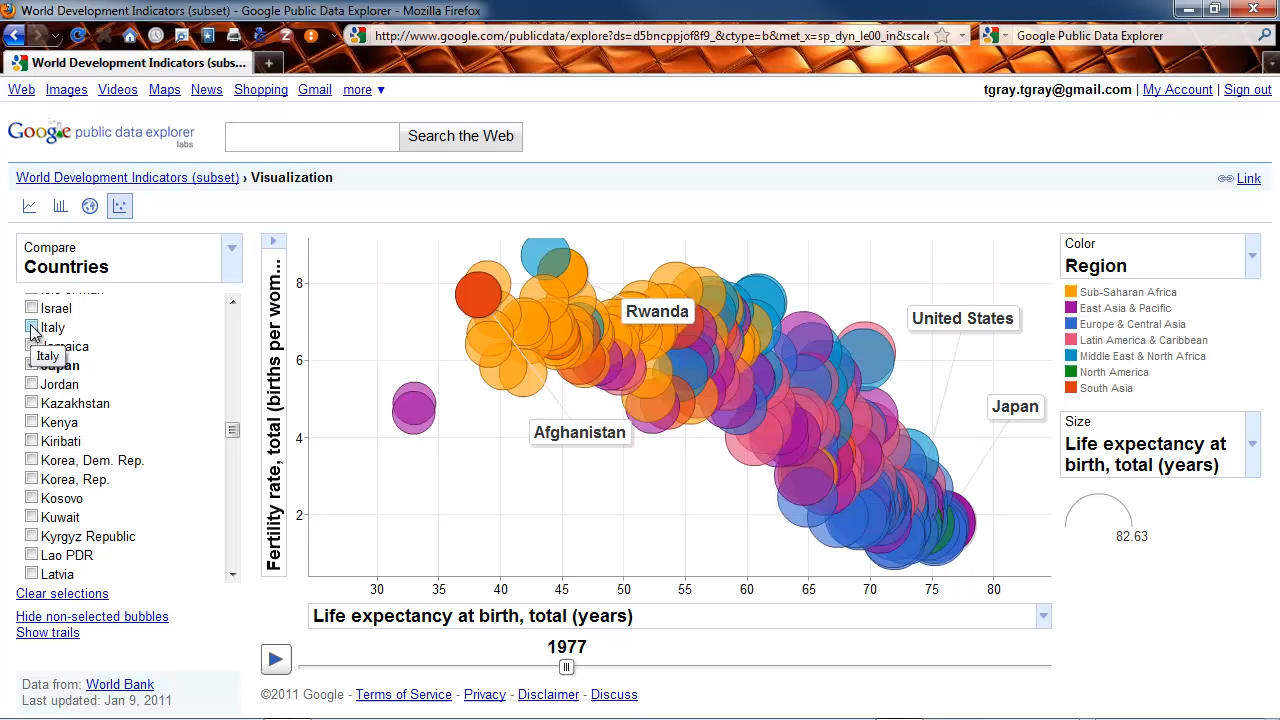 World Development Indicators (subset) - Google Public Data Explorer - Mozilla Firefox
http://www.google.com/publicdata/explore?ds=d5bncppjof8f9_&ctype=b&met_x=sp_dyn_le00_in&scale
Google Public Data Explorer
World Development Indicators (subs...
Web Images Videos Maps News Shopping Gmail more ▼
tgray.tgray@gmail.com | My Account | Sign out
Google public data explorer
labs
Search the Web
World Development Indicators (subset) › Visualization
Link
Compare
Countries
Israel
Italy
Jamaica
Italy
Japan
Jordan
Kazakhstan
Kenya
Kiribati
Korea, Dem. Rep.
Korea, Rep.
Kosovo
Kuwait
Kyrgyz Republic
Lao PDR
Latvia
Clear selections
Hide non-selected bubbles
Show trails
Data from: World Bank
Last updated: Jan 9, 2011
Fertility rate, total (births per wom...
8
6
4
2
Rwanda
United States
Japan
Afghanistan
30 35 40 45 50 55 60 65 70 75 80
Life expectancy at birth, total (years)
1977
©2011 Google - Terms of Service - Privacy - Disclaimer - Discuss
Color
Region
Sub-Saharan Africa
East Asia & Pacific
Europe & Central Asia
Latin America & Caribbean
Middle East & North Africa
North America
South Asia
Size
Life expectancy at
birth, total (years)
82.63